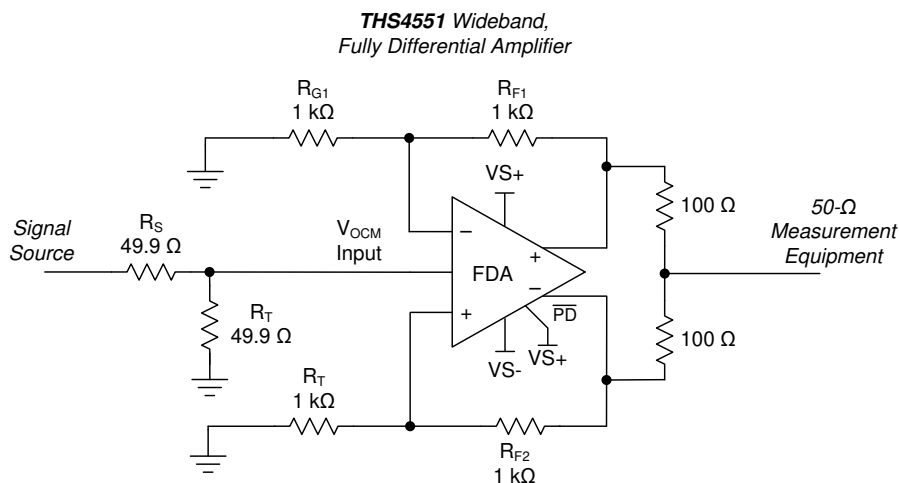 THS4551 Wideband,
Fully Differential Amplifier
RG1
1 kΩ
RF1
1 kΩ
VS+
100 Ω
50-Ω
Measurement
Equipment
Signal
Source
RS
49.9 Ω
VOCM
Input
−
+
FDA
−
+
PD
RT
49.9 Ω
VS-
VS+
100 Ω
RT
1 kΩ
RF2
1 kΩ